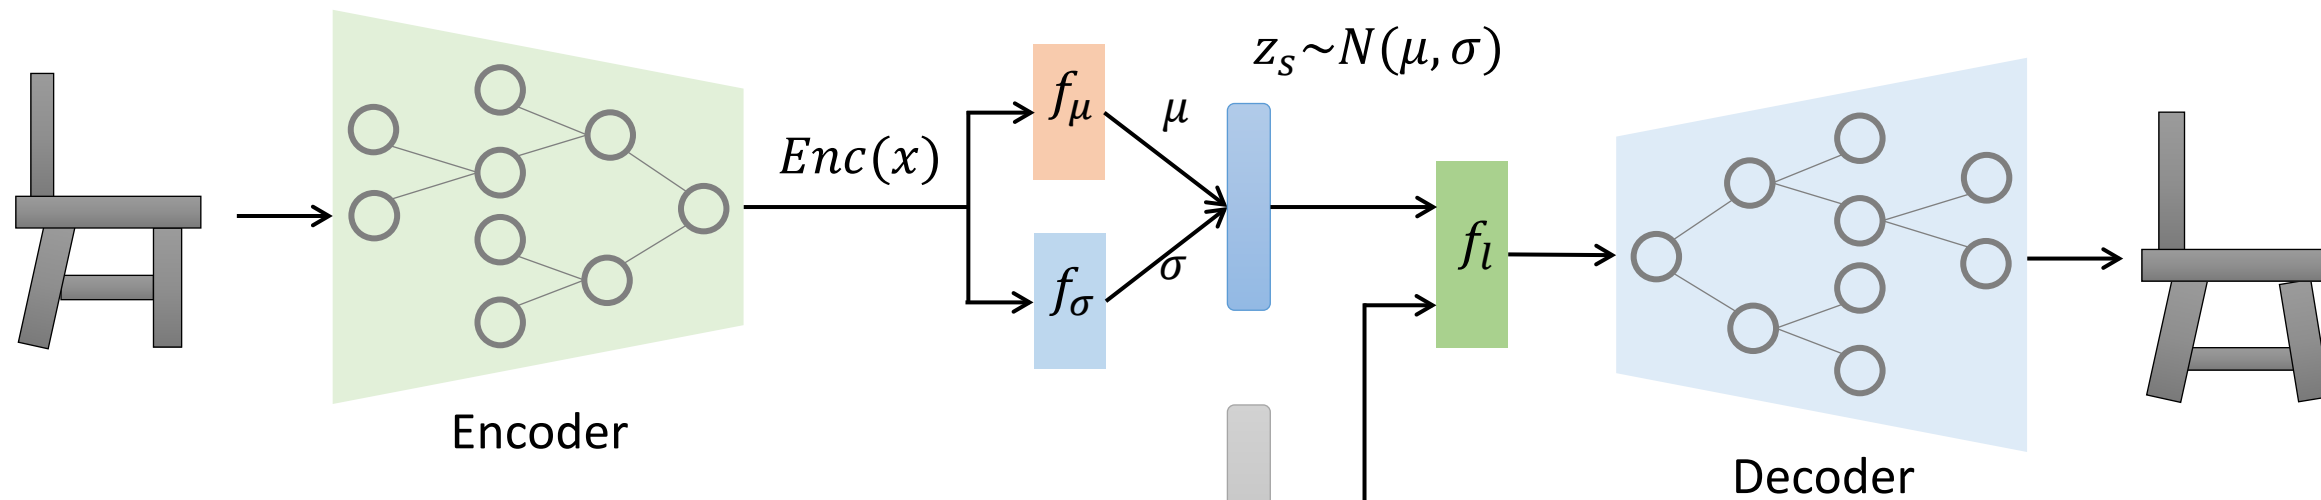 z_s~N(μ, σ)
f_μ
μ
Enc(x)
f_l
σ
f_σ
Encoder
Decoder